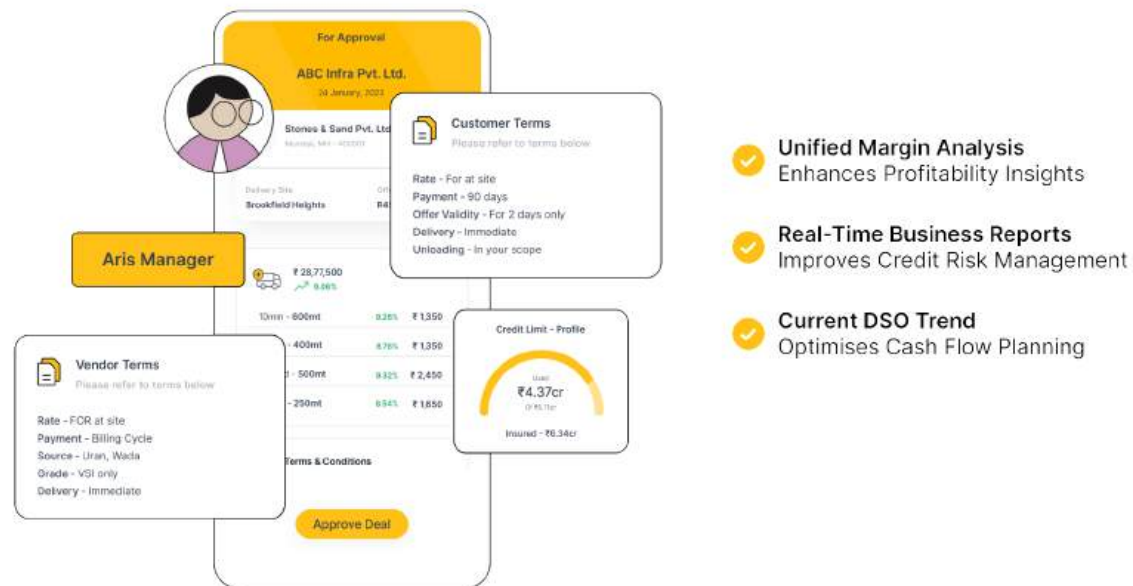 For Approval
ABC Infra Pvt. Ltd.
24 January, 2023
Stones & Sand Pvt. Ltd
Delivery Site
Brookfield Heights
Customer Terms
Please refer to terms below
Rate - For at site
Payment - 90 days
Offer Validity - For 2 days only
Delivery - Immediate
Unloading - In your scope
Aris Manager
₹ 28,77,500
9.06%
10mm - 600mt
₹ 1,350
- 400mt
8.76% ₹ 1,350
- 500mt
9.32% ₹ 2,450
- 250mt
₹ 1,650
Vendor Terms
Please refer to terms below
Rate - FOR at site
Payment - Billing Cycle
Source - Uran, Wada
Grade - VSI only
Delivery - Immediate
Credit Limit - Profile
Used
₹4.37cr
Insured - ₹6.34cr
Terms & Conditions
Approve Deal
Unified Margin Analysis
Enhances Profitability Insights
Real-Time Business Reports
Improves Credit Risk Management
Current DSO Trend
Optimises Cash Flow Planning